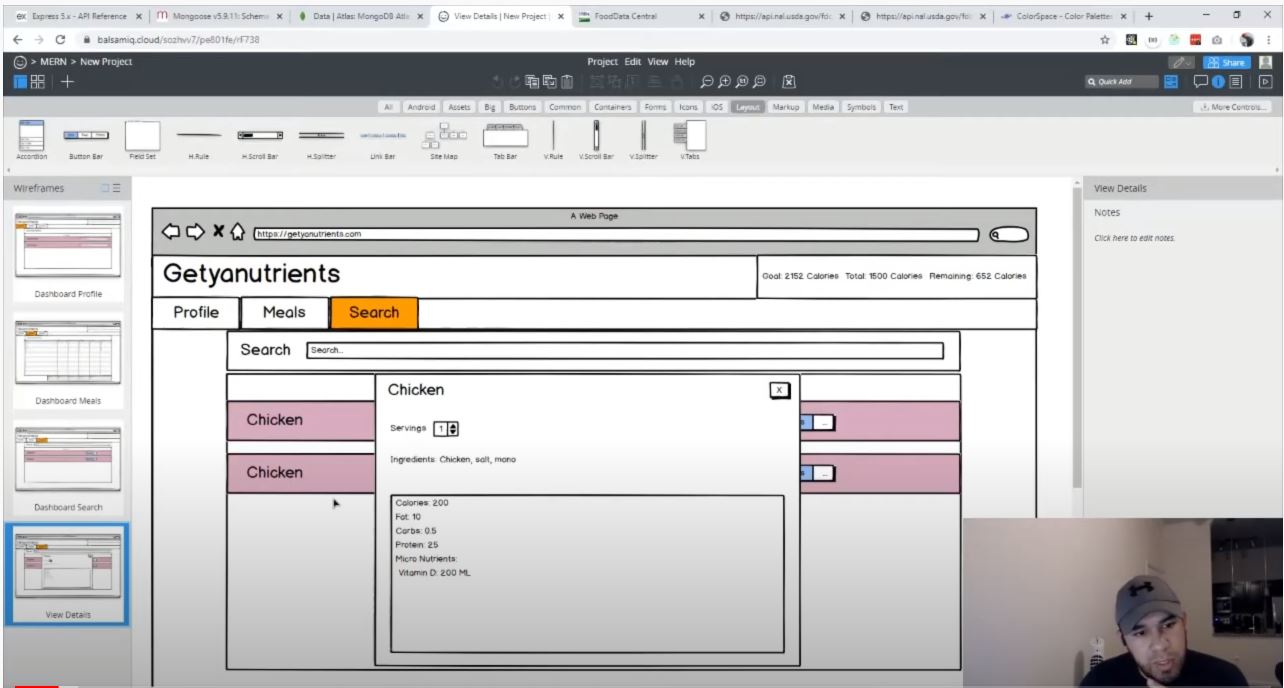 Express 5.x - API Reference
Mongoose v5.9.11: Schema
Data | Atlas: MongoDB Atla
View Details | New Project
FoodData Central
https://api.nal.usda.gov/fdc
https://api.nal.usda.gov/fdc
ColorSpace - Color Palettes
balsamiq.cloud/sozhvv7/pe801fe/rF738
> MERN > New Project
Project Edit View Help
Share
Quick Add
All Android Assets Big Buttons Common Containers Forms Icons iOS Layout Markup Media Symbols Text
More Controls...
Accordion Button Bar Field Set H.Rule H.Scroll Bar H.Splitter Link Bar Site Map Tab Bar V.Rule V.Scroll Bar V.Splitter V.Tabs
Wireframes
Dashboard Profile
Dashboard Meals
Dashboard Search
View Details
A Web Page
https://getyanutrients.com
Getyanutrients
Goal: 2152 Calories Total: 1500 Calories Remaining: 652 Calories
Profile Meals Search
Search Search..
Chicken X
Servings 1
Ingredients: Chicken, salt, mono
Calories: 200
Fat: 10
Carbs: 0.5
Protein: 25
Micro Nutrients:
Vitamin D: 200 ML
Chicken s ...
Chicken s ...
View Details
Notes
Click here to edit notes.